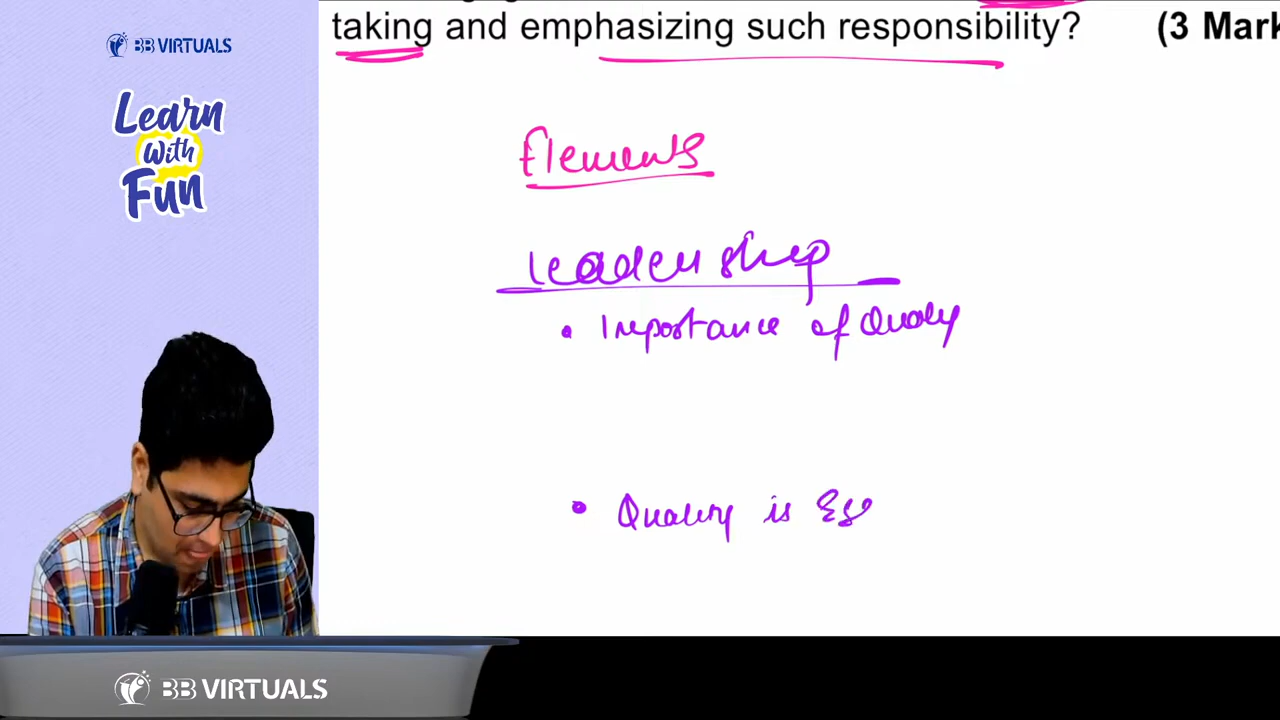 BB VIRTUALS
Learn
With
Fun
taking and emphasizing such responsibility? (3 Mark
Elements
leadership
• Importance of Quality
• Quality is Ess
BB VIRTUALS